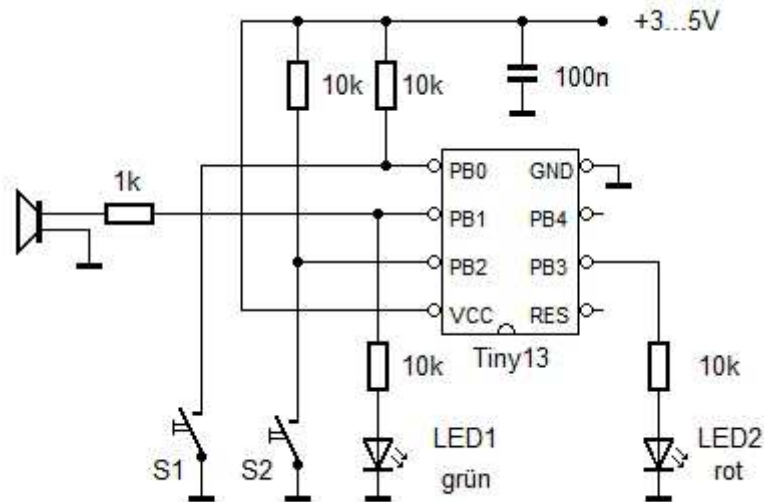 +3...5V
10k
10k
100n
1k
PB0
GND
PB1
PB4
PB2
PB3
VCC
RES
Tiny13
10k
10k
S1
S2
LED1
grün
LED2
rot